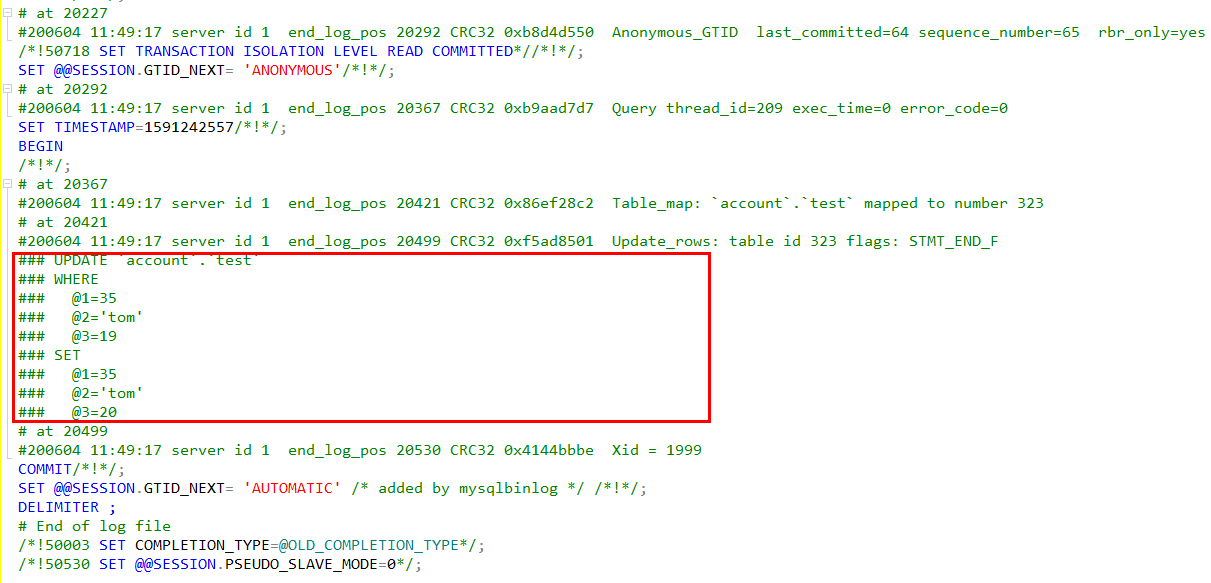 # at 20227
#200604 11:49:17 server id 1  end_log_pos 20292 CRC32 0xb8d4d550  Anonymous_GTID  last_committed=64 sequence_number=65  rbr_only=yes
/*!50718 SET TRANSACTION ISOLATION LEVEL READ COMMITTED*//*!*/;
SET @@SESSION.GTID_NEXT= 'ANONYMOUS'/*!*/;
# at 20292
#200604 11:49:17 server id 1  end_log_pos 20367 CRC32 0xb9aad7d7  Query thread_id=209 exec_time=0 error_code=0
SET TIMESTAMP=1591242557/*!*/;
BEGIN
/*!*/;
# at 20367
#200604 11:49:17 server id 1  end_log_pos 20421 CRC32 0x86ef28c2  Table_map: `account`.`test` mapped to number 323
# at 20421
#200604 11:49:17 server id 1  end_log_pos 20499 CRC32 0xf5ad8501  Update_rows: table id 323 flags: STMT_END_F
### UPDATE `account`.`test`
### WHERE
###   @1=35
###   @2='tom'
###   @3=19
### SET
###   @1=35
###   @2='tom'
###   @3=20
# at 20499
#200604 11:49:17 server id 1  end_log_pos 20530 CRC32 0x4144bbbe  Xid = 1999
COMMIT/*!*/;
SET @@SESSION.GTID_NEXT= 'AUTOMATIC' /* added by mysqlbinlog */ /*!*/;
DELIMITER ;
# End of log file
/*!50003 SET COMPLETION_TYPE=@OLD_COMPLETION_TYPE*/;
/*!50530 SET @@SESSION.PSEUDO_SLAVE_MODE=0*/;